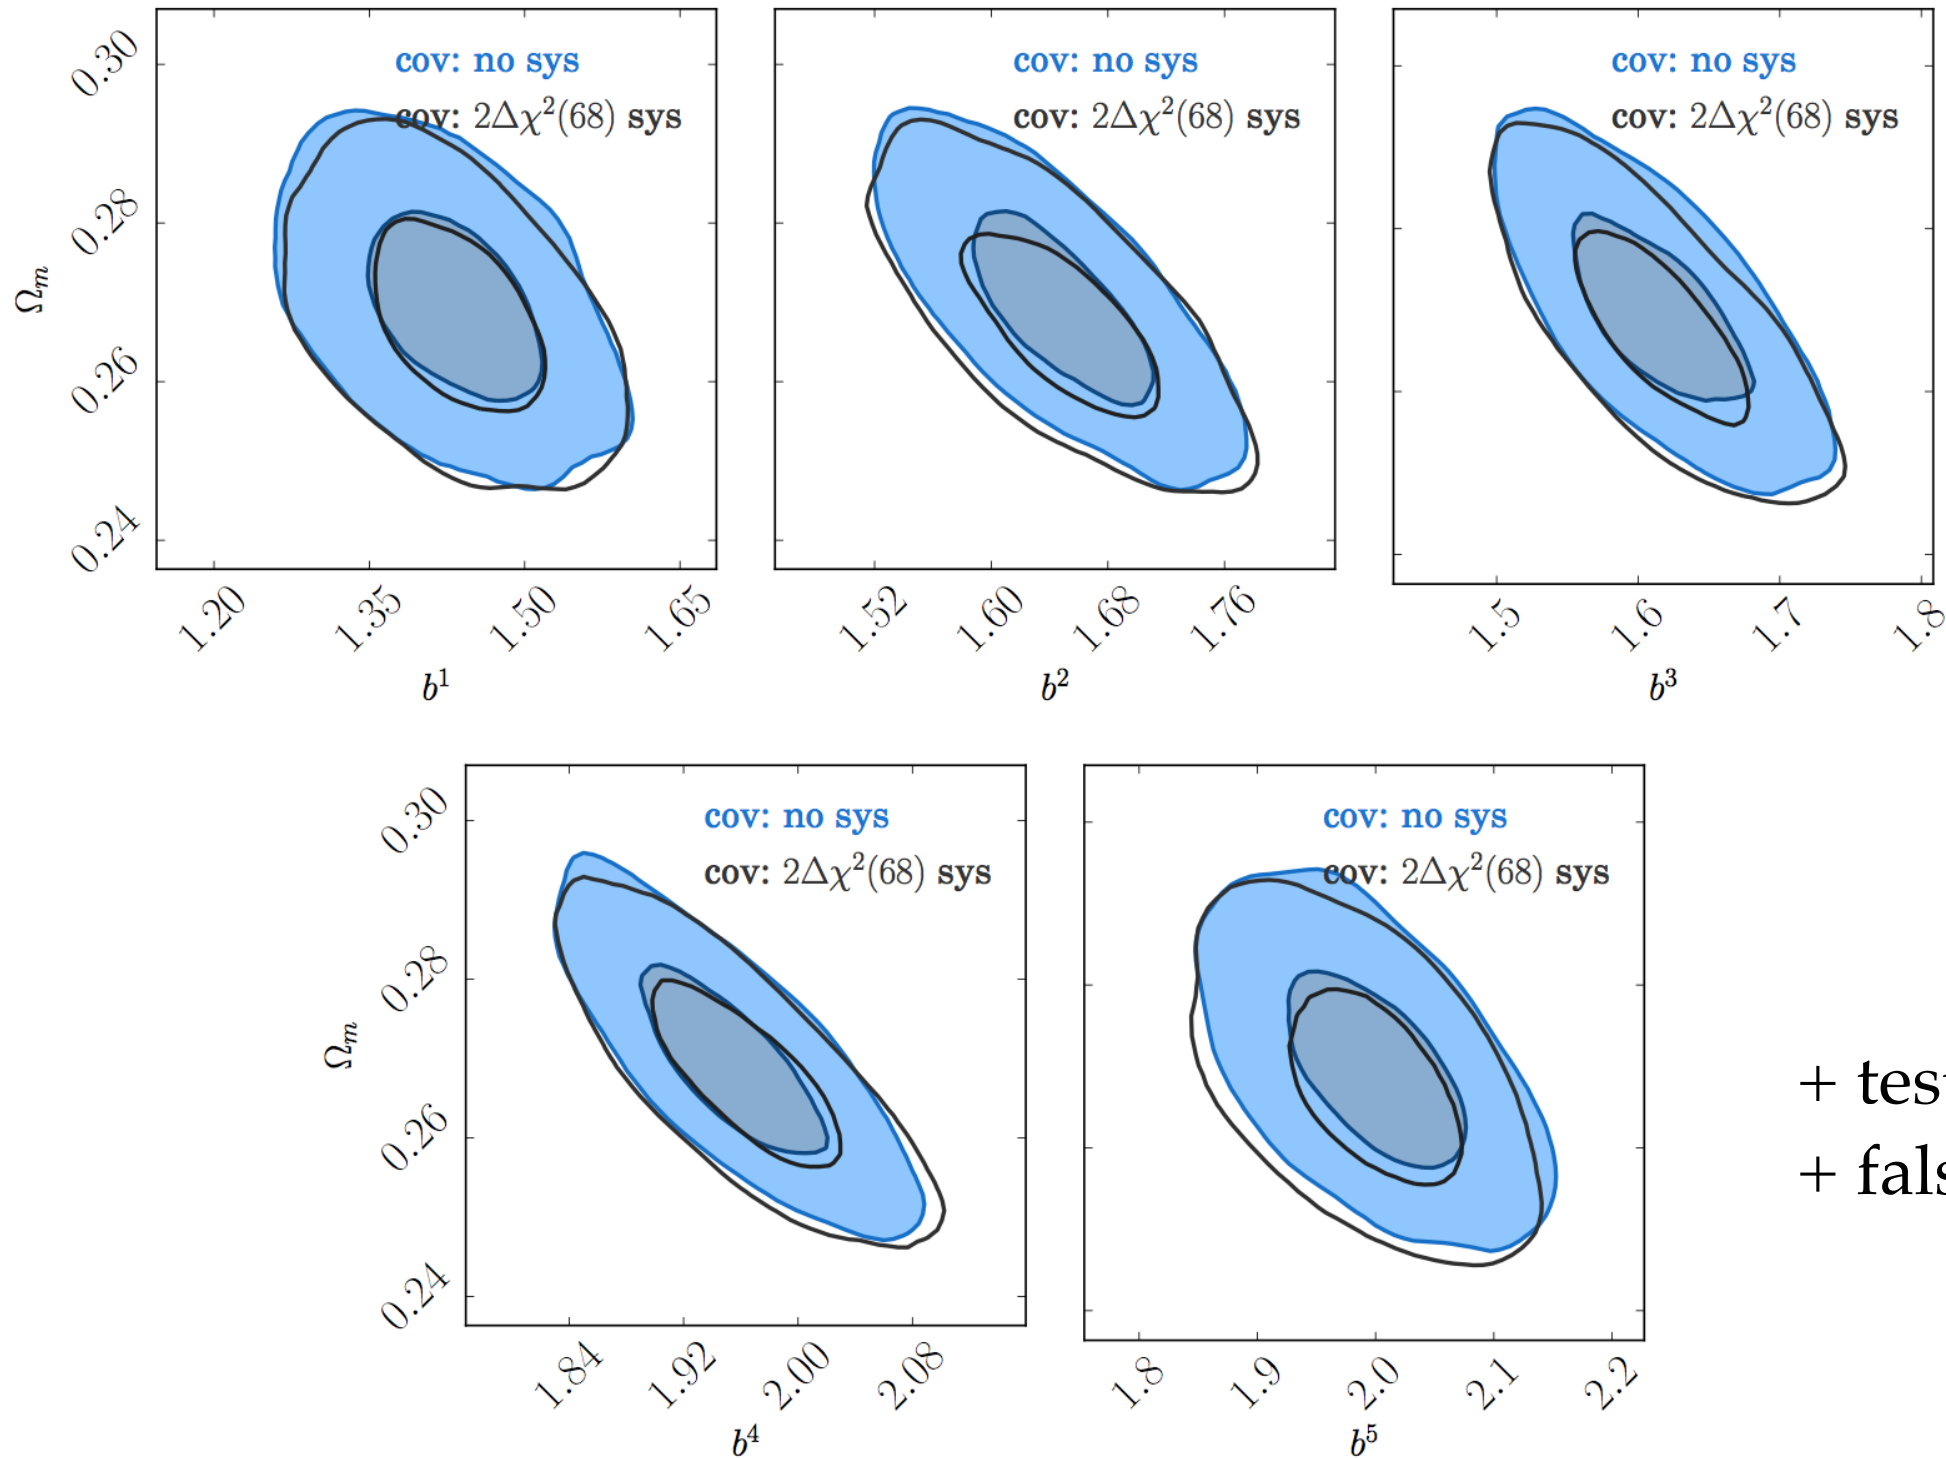 cov: no sys
cov: 2Δχ²(68) sys
cov: no sys
cov: 2Δχ²(68) sys
cov: no sys
cov: 2Δχ²(68) sys
0.30
0.28
0.26
0.24
Ωₘ
1.20 1.35 1.50 1.65
1.52 1.60 1.68 1.76
1.5 1.6 1.7 1.8
b¹
b²
b³
cov: no sys
cov: 2Δχ²(68) sys
cov: no sys
cov: 2Δχ²(68) sys
0.30
0.28
0.26
0.24
Ωₘ
1.84 1.92 2.00 2.08
1.8 1.9 2.0 2.1 2.2
b⁴
b⁵
+
+